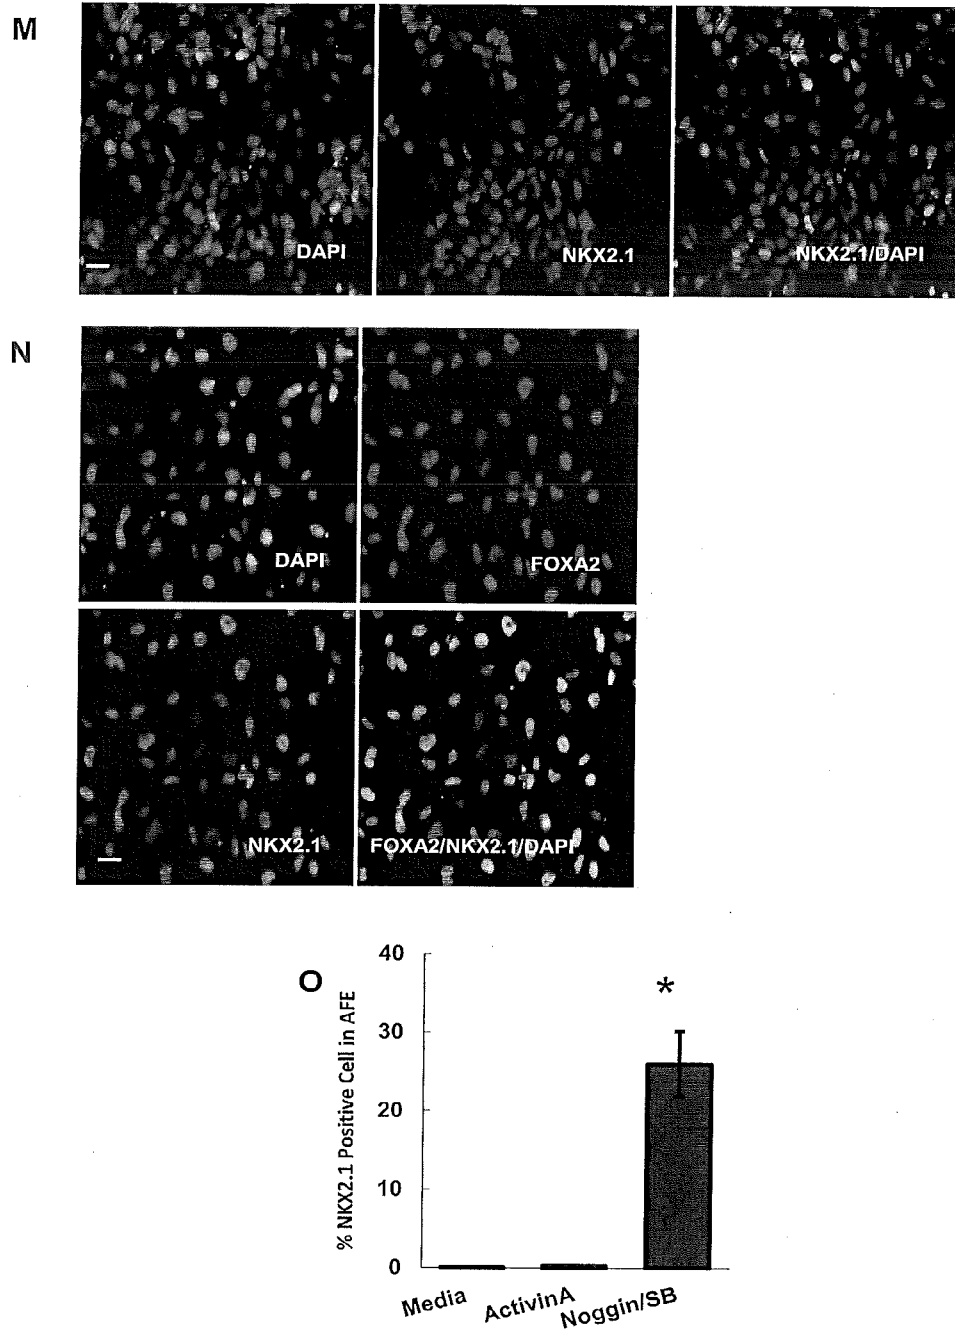 M
DAPI
NKX2.1
NKX2.1/DAPI
N
DAPI
FOXA2
NKX2.1
FOXA2/NKX2.1/DAPI
O
% NKX2.1 Positive Cell in AFE
40
30
20
10
0
*
Media
ActivinA
Noggin/SB